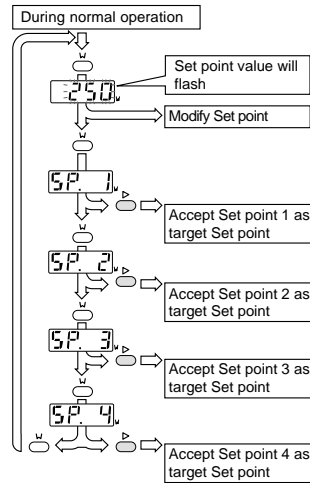 During normal operation
W
Set point value will
flash
250
W
Modify Set point
W
SP. 1
W
Accept Set point 1 as
target Set point
W
SP. 2
W
Accept Set point 2 as
target Set point
W
SP. 3
W
Accept Set point 3 as
target Set point
W
SP. 4
W
W
Accept Set point 4 as
target Set point